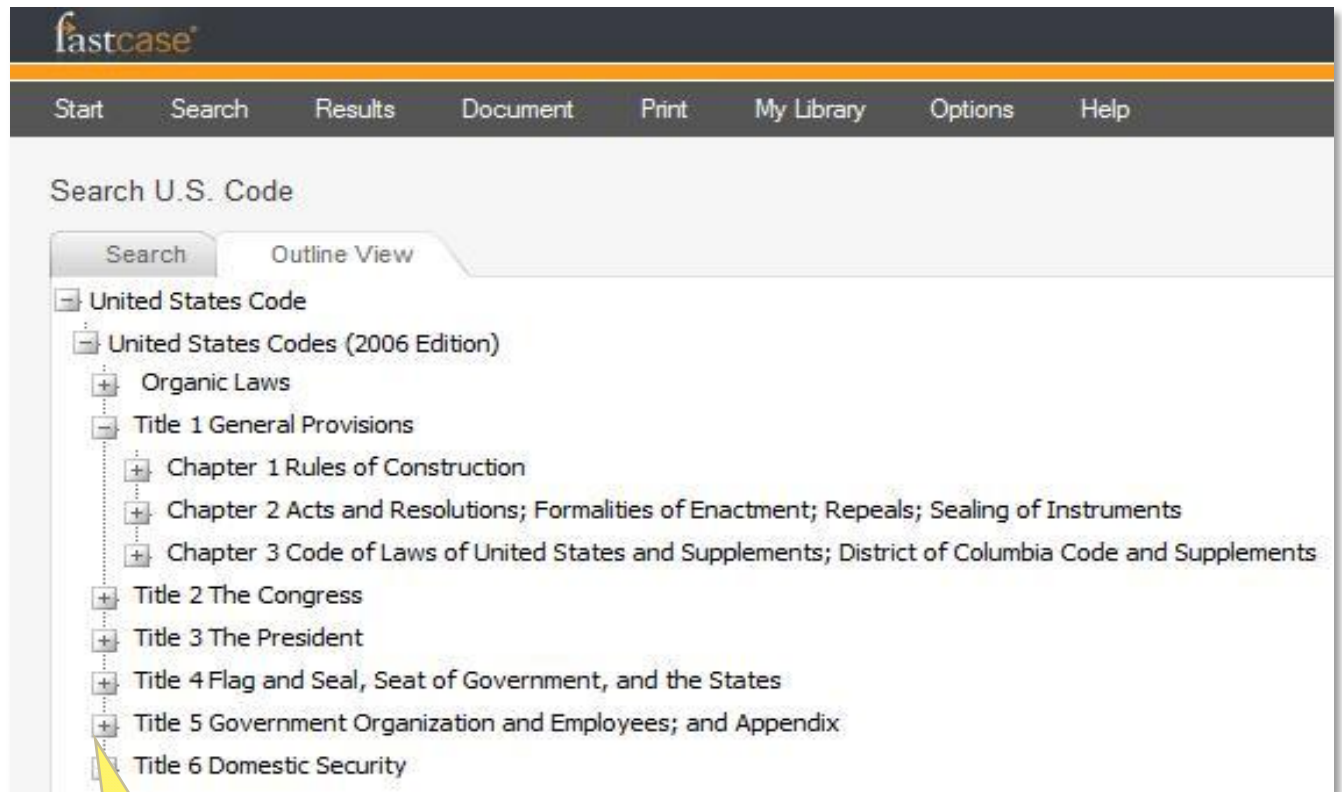 fastcase
Start Search Results Document Print My Library Options Help
Search U.S. Code
Search Outline View
United States Code
United States Codes (2006 Edition)
Organic Laws
Title 1 General Provisions
Chapter 1 Rules of Construction
Chapter 2 Acts and Resolutions; Formalities of Enactment; Repeals; Sealing of Instruments
Chapter 3 Code of Laws of United States and Supplements; District of Columbia Code and Supplements
Title 2 The Congress
Title 3 The President
Title 4 Flag and Seal, Seat of Government, and the States
Title 5 Government Organization and Employees; and Appendix
Title 6 Domestic Security